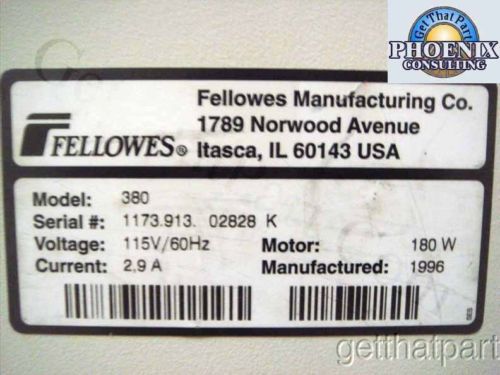 Get That Part
PHOENIX
CONSULTING
FELLOWES®
Fellowes Manufacturing Co.
1789 Norwood Avenue
Itasca, IL 60143 USA
Model: 380
Serial #: 1173.913. 02828 K
Voltage: 115V/60Hz Motor: 180 W
Current: 2,9 A Manufactured: 1996
getthatpart